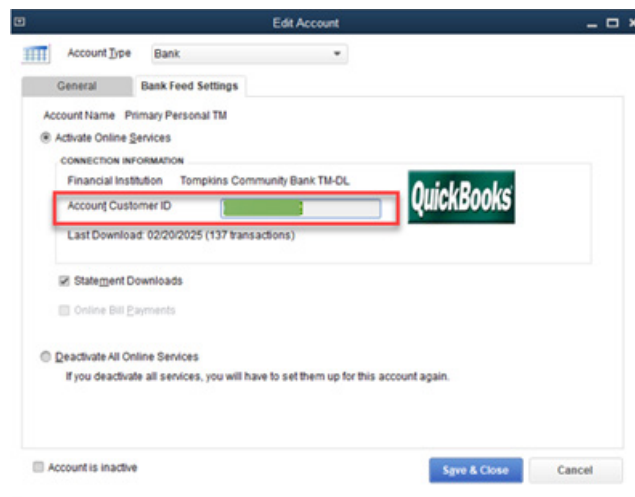 Edit Account
Account Type Bank
General Bank Feed Settings
Account Name Primary Personal TM
Activate Online Services
CONNECTION INFORMATION
Financial Institution Tompkins Community Bank TM-DL
QuickBooks
Account Customer ID
Last Download: 02/20/2025 (137 transactions)
Statement Downloads
Online Bill Payments
Deactivate All Online Services
If you deactivate all services, you will have to set them up for this account again.
Account is inactive
Save & Close Cancel